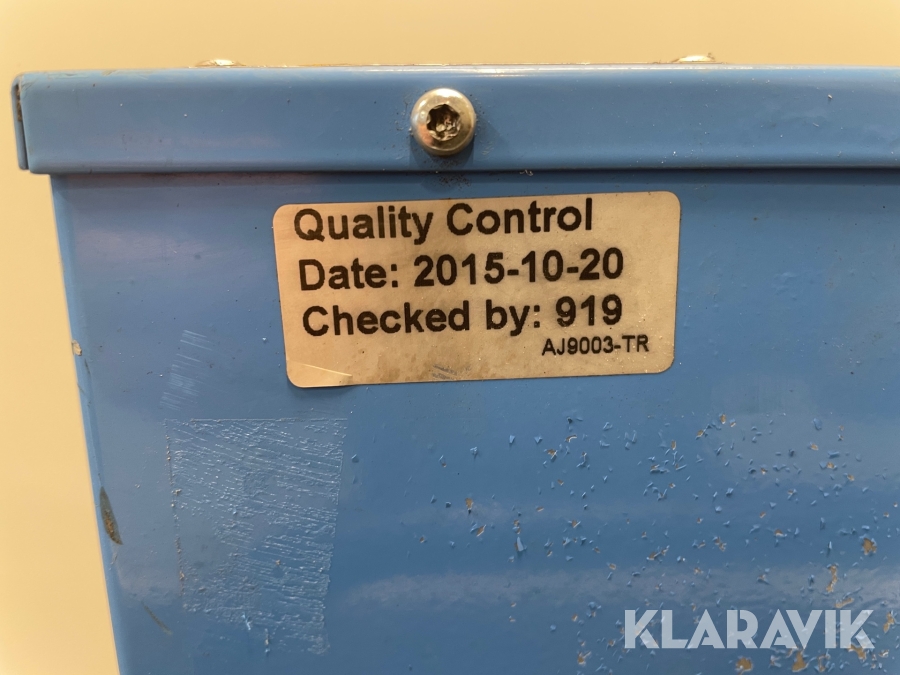 Quality Control
Date: 2015-10-20
Checked by: 919
AJ9003-TR
KLARAVIK